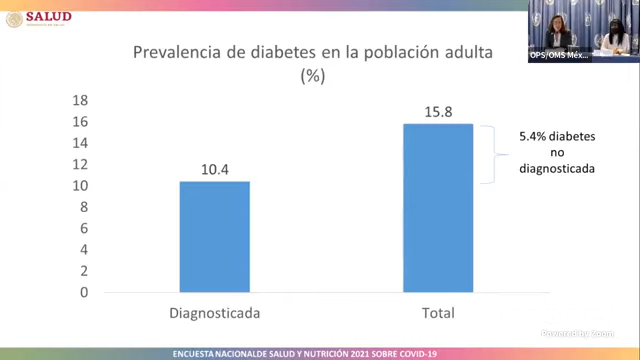 SALUD
Prevalencia de diabetes en la población adulta
(%)
OPS/OMS Méx...
18
16
14
12
10
8
6
4
2
0
10.4
15.8
5.4% diabetes
no
diagnosticada
Diagnosticada
Total
Powered by Zoom
ENCUESTA NACIONALDE SALUD Y NUTRICIÓN 2021 SOBRE COVID-19